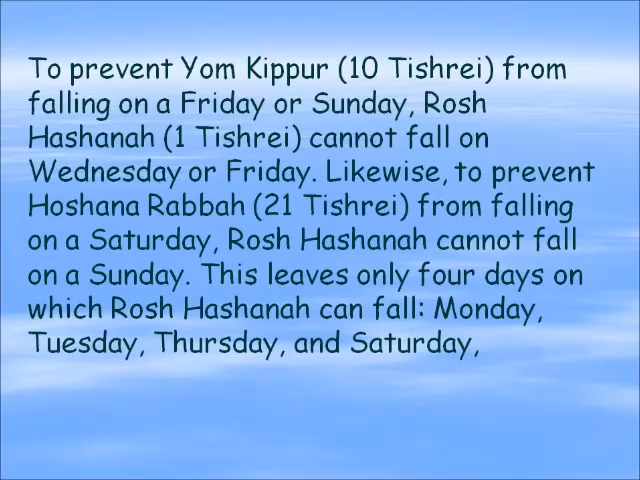 To prevent Yom Kippur (10 Tishrei) from
falling on a Friday or Sunday, Rosh
Hashanah (1 Tishrei) cannot fall on
Wednesday or Friday. Likewise, to prevent
Hoshana Rabbah (21 Tishrei) from falling
on a Saturday, Rosh Hashanah cannot fall
on a Sunday. This leaves only four days on
which Rosh Hashanah can fall: Monday,
Tuesday, Thursday, and Saturday,